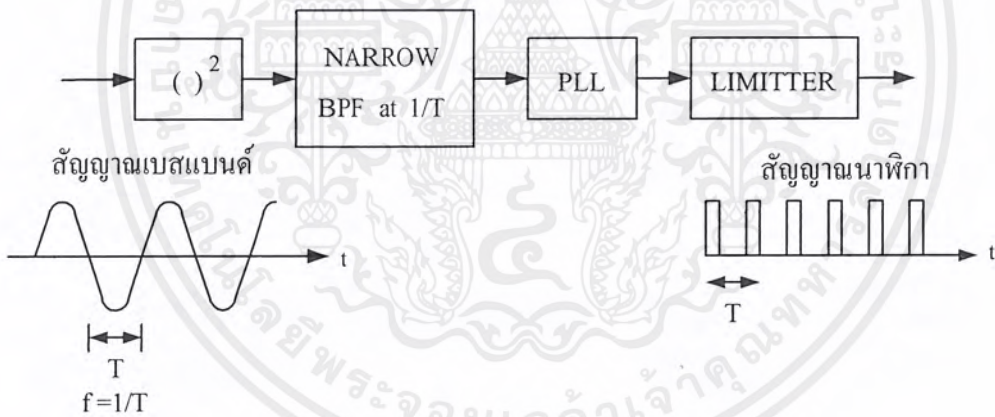 ( )²
NARROW
BPF at 1/T
PLL
LIMITTER
สัญญาณเบสแบนด์
สัญญาณนาฬิกา
t
t
T
T
f =1/T